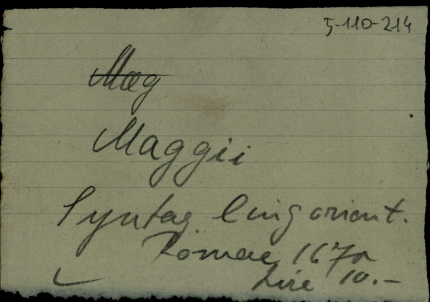 5-110-214
Mag
Maggii
Syntag ling orient.
Romae 1670
Lire 10.-